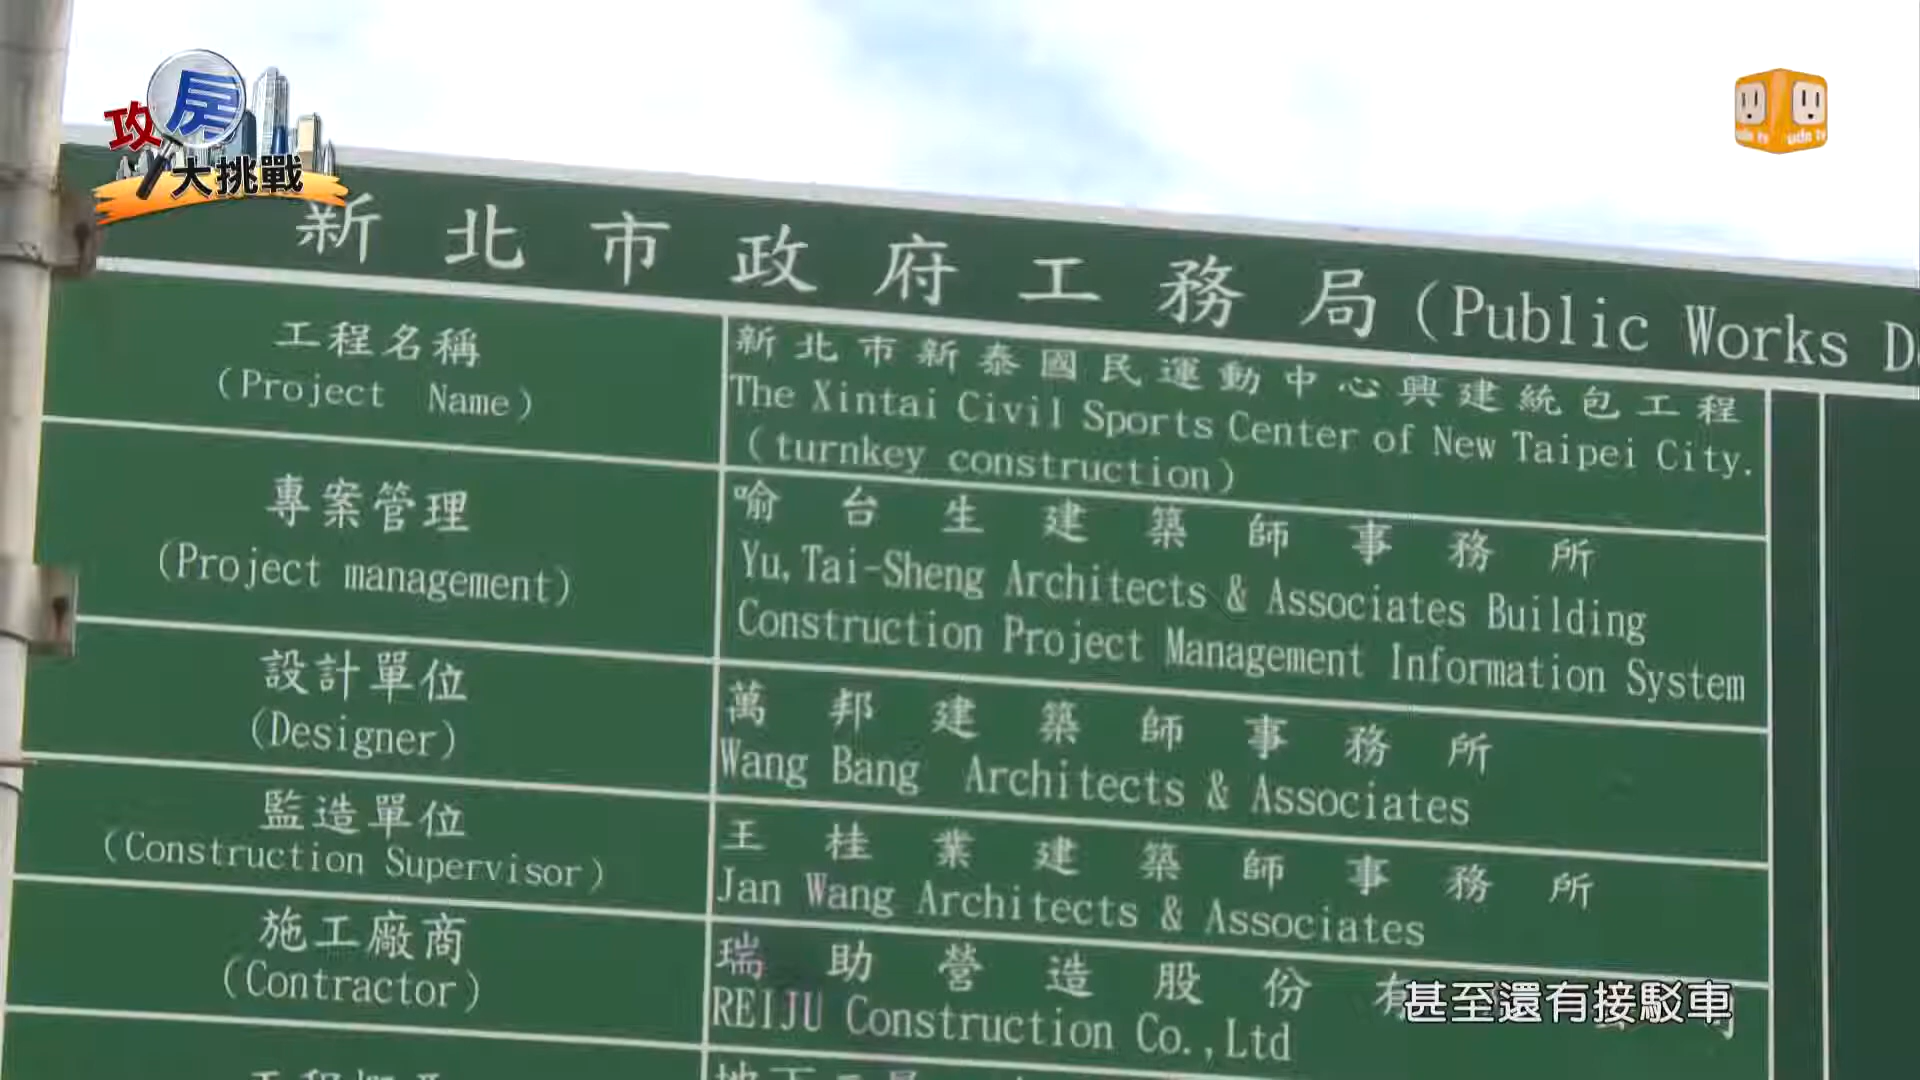 攻房大挑戰
udn tv
udn tv
新北市政府工務局(Public Works D
工程名稱
(Project Name)
新北市新泰國民運動中心興建統包工程
The Xintai Civil Sports Center of New Taipei City.
(turnkey construction)
專案管理
(Project management)
喻台生建築師事務所
Yu,Tai-Sheng Architects & Associates Building
Construction Project Management Information System
設計單位
(Designer)
萬邦建築師事務所
Wang Bang Architects & Associates
監造單位
(Construction Supervisor)
王桂業建築師事務所
Jan Wang Architects & Associates
施工廠商
(Contractor)
瑞助營造股份有
REIJU Construction Co.,Ltd
甚至還有接駁車